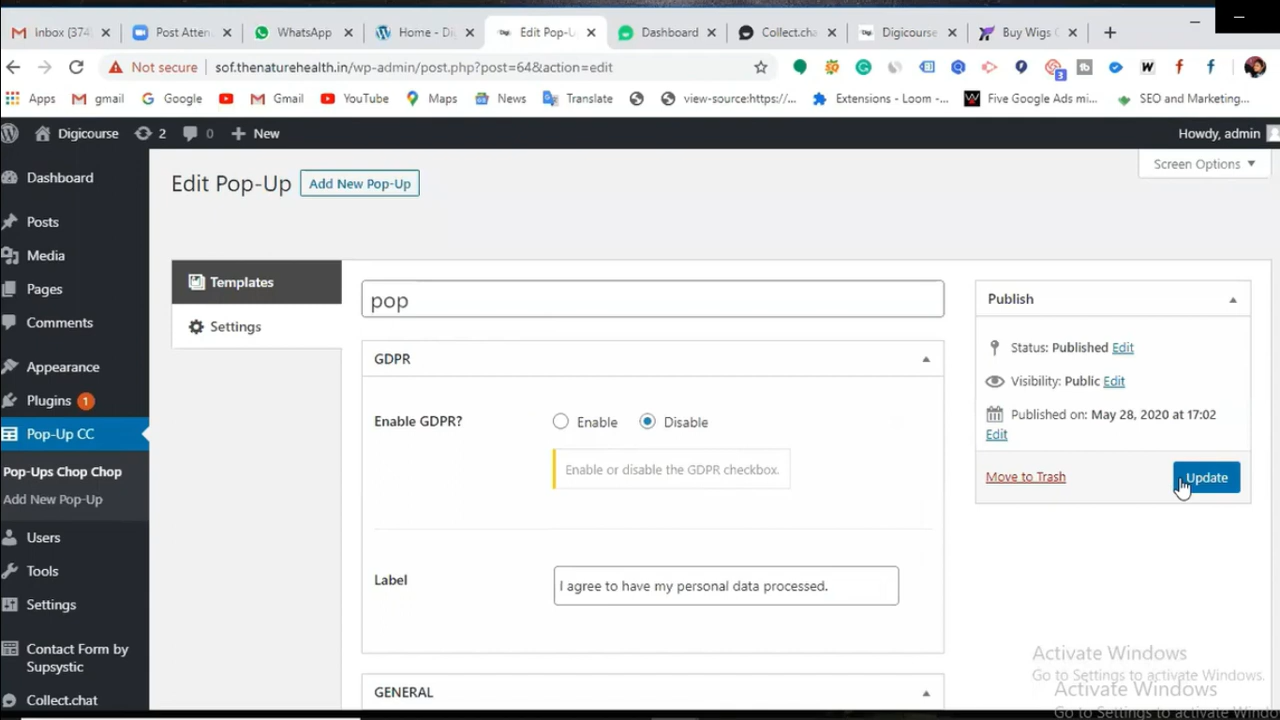 Inbox (374
Post Atten
WhatsApp
Home - Di
Edit Pop-U
Dashboard
Collect.cha
Digicourse
Buy Wigs
Not secure
sof.thenaturehealth.in/wp-admin/post.php?post=64&action=edit
3
Apps
gmail
Google
Gmail
YouTube
Maps
News
Translate
view-source:https://...
Extensions - Loom -...
Five Google Ads mi...
SEO and Marketing...
Digicourse
2
0
New
Howdy, admin
Screen Options
Dashboard
Posts
Media
Pages
Comments
Appearance
Plugins 1
Pop-Up CC
Pop-Ups Chop Chop
Add New Pop-Up
Users
Tools
Settings
Contact Form by
Supsystic
Collect.chat
Edit Pop-Up
Add New Pop-Up
Templates
Settings
pop
GDPR
Enable GDPR?
Enable
Disable
Enable or disable the GDPR checkbox.
Label
I agree to have my personal data processed.
GENERAL
Publish
Status: Published Edit
Visibility: Public Edit
Published on: May 28, 2020 at 17:02
Edit
Move to Trash
Update
Activate Windows
Go to Settings to activate Windows.
Activate Windows
Go to Settings to activate Windo